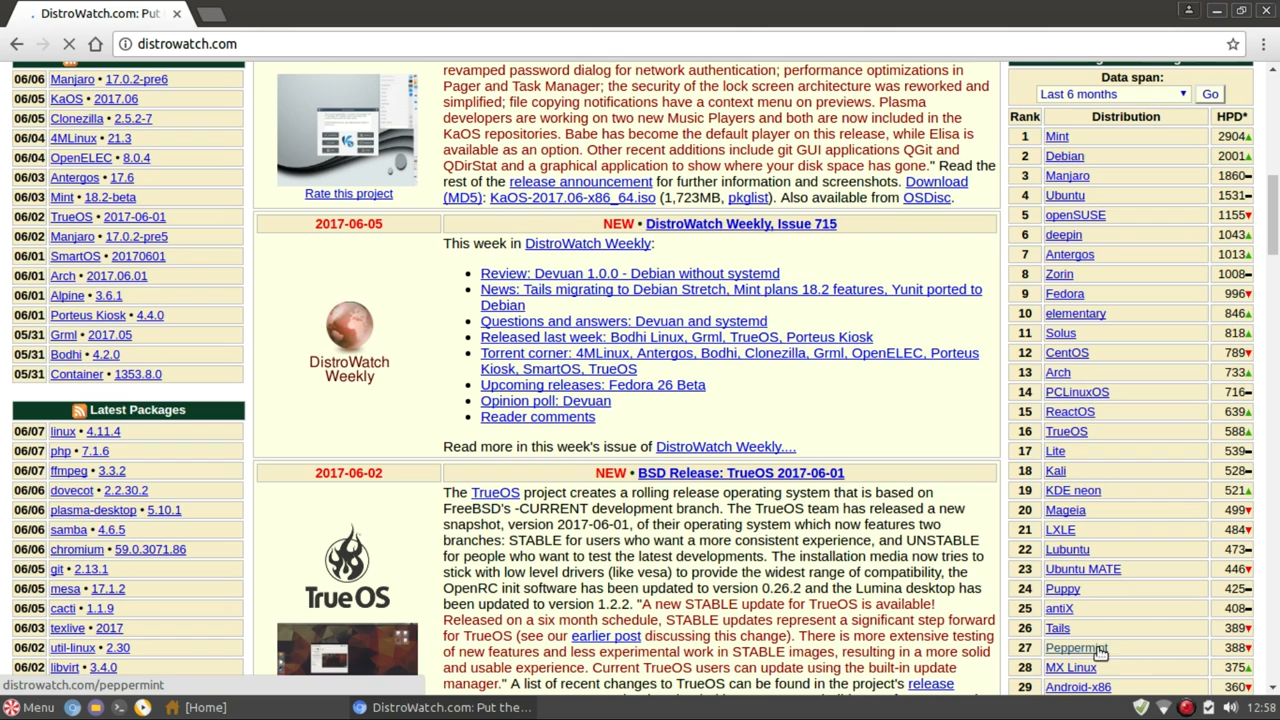 DistroWatch.com: Put
distrowatch.com
06/06 Manjaro • 17.0.2-pre6
06/05 KaOS • 2017.06
06/05 Clonezilla • 2.5.2-7
06/04 4MLinux • 21.3
06/04 OpenELEC • 8.0.4
06/03 Antergos • 17.6
06/03 Mint • 18.2-beta
06/02 TrueOS • 2017-06-01
06/02 Manjaro • 17.0.2-pre5
06/01 SmartOS • 20170601
06/01 Arch • 2017.06.01
06/01 Alpine • 3.6.1
06/01 Porteus Kiosk • 4.4.0
05/31 Grml • 2017.05
05/31 Bodhi • 4.2.0
05/31 Container • 1353.8.0
Latest Packages
06/07 linux • 4.11.4
06/07 php • 7.1.6
06/07 ffmpeg • 3.3.2
06/06 dovecot • 2.2.30.2
06/06 plasma-desktop • 5.10.1
06/06 samba • 4.6.5
06/06 chromium • 59.0.3071.86
06/05 git • 2.13.1
06/05 mesa • 17.1.2
06/05 cacti • 1.1.9
06/03 texlive • 2017
06/02 util-linux • 2.30
06/02 libvirt • 3.4.0
distrowatch.com/peppermint
Rate this project
revamped password dialog for network authentication; performance optimizations in
Pager and Task Manager; the security of the lock screen architecture was reworked and
simplified; file copying notifications have a context menu on previews. Plasma
developers are working on two new Music Players and both are now included in the
KaOS repositories. Babe has become the default player on this release, while Elisa is
available as an option. Other recent additions include git GUI applications QGit and
QDirStat and a graphical application to show where your disk space has gone." Read the
rest of the release announcement for further information and screenshots. Download
(MD5): KaOS-2017.06-x86_64.iso (1,723MB, pkglist). Also available from OSDisc.
2017-06-05
NEW • DistroWatch Weekly, Issue 715
DistroWatch
Weekly
This week in DistroWatch Weekly:
• Review: Devuan 1.0.0 - Debian without systemd
• News: Tails migrating to Debian Stretch, Mint plans 18.2 features, Yunit ported to
Debian
• Questions and answers: Devuan and systemd
• Released last week: Bodhi Linux, Grml, TrueOS, Porteus Kiosk
• Torrent corner: 4MLinux, Antergos, Bodhi, Clonezilla, Grml, OpenELEC, Porteus
Kiosk, SmartOS, TrueOS
• Upcoming releases: Fedora 26 Beta
• Opinion poll: Devuan
• Reader comments
Read more in this week's issue of DistroWatch Weekly....
2017-06-02
NEW • BSD Release: TrueOS 2017-06-01
TrueOS
The TrueOS project creates a rolling release operating system that is based on
FreeBSD's -CURRENT development branch. The TrueOS team has released a new
snapshot, version 2017-06-01, of their operating system which now features two
branches: STABLE for users who want a more consistent experience, and UNSTABLE
for people who want to test the latest developments. The installation media now tries to
stick with low level drivers (like vesa) to provide the widest range of compatibility, the
OpenRC init software has been updated to version 0.26.2 and the Lumina desktop has
been updated to version 1.2.2. "A new STABLE update for TrueOS is available!
Released on a six month schedule, STABLE updates represent a significant step forward
for TrueOS (see our earlier post discussing this change). There is more extensive testing
of new features and less experimental work in STABLE images, resulting in a more solid
and usable experience. Current TrueOS users can update using the built-in update
manager." A list of recent changes to TrueOS can be found in the project's release
Data span:
Last 6 months Go
Rank Distribution HPD*
1 Mint 2904
2 Debian 2001
3 Manjaro 1860
4 Ubuntu 1531
5 openSUSE 1155
6 deepin 1043
7 Antergos 1013
8 Zorin 1008
9 Fedora 996
10 elementary 846
11 Solus 818
12 CentOS 789
13 Arch 733
14 PCLinuxOS 716
15 ReactOS 639
16 TrueOS 588
17 Lite 539
18 Kali 528
19 KDE neon 521
20 Mageia 499
21 LXLE 484
22 Lubuntu 473
23 Ubuntu MATE 446
24 Puppy 425
25 antiX 408
26 Tails 389
27 Peppermint 388
28 MX Linux 375
29 Android-x86 360
Menu [Home] DistroWatch.com: Put the... 12:58